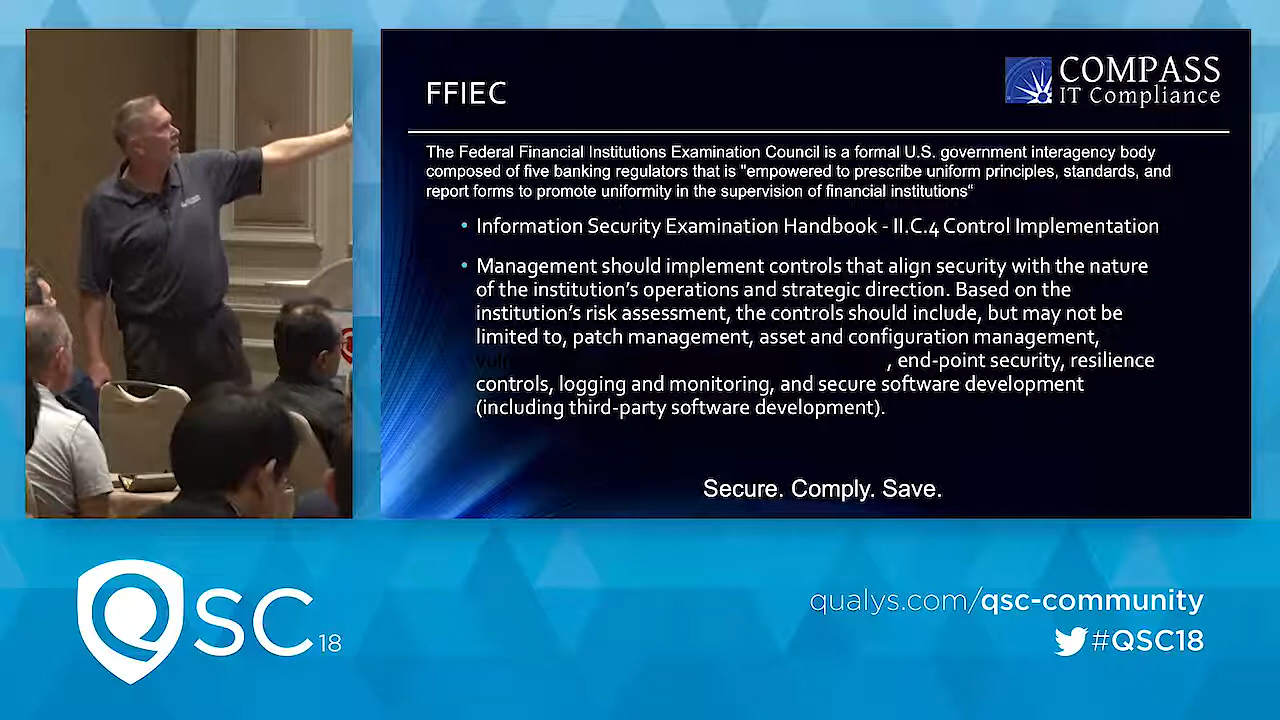 FFIEC
COMPASS
IT Compliance
The Federal Financial Institutions Examination Council is a formal U.S. government interagency body
composed of five banking regulators that is "empowered to prescribe uniform principles, standards, and
report forms to promote uniformity in the supervision of financial institutions“
• Information Security Examination Handbook - II.C.4 Control Implementation
• Management should implement controls that align security with the nature
of the institution’s operations and strategic direction. Based on the
institution’s risk assessment, the controls should include, but may not be
limited to, patch management, asset and configuration management,
, end-point security, resilience
controls, logging and monitoring, and secure software development
(including third-party software development).
Secure. Comply. Save.
QSC 18
qualys.com/qsc-community
#QSC18